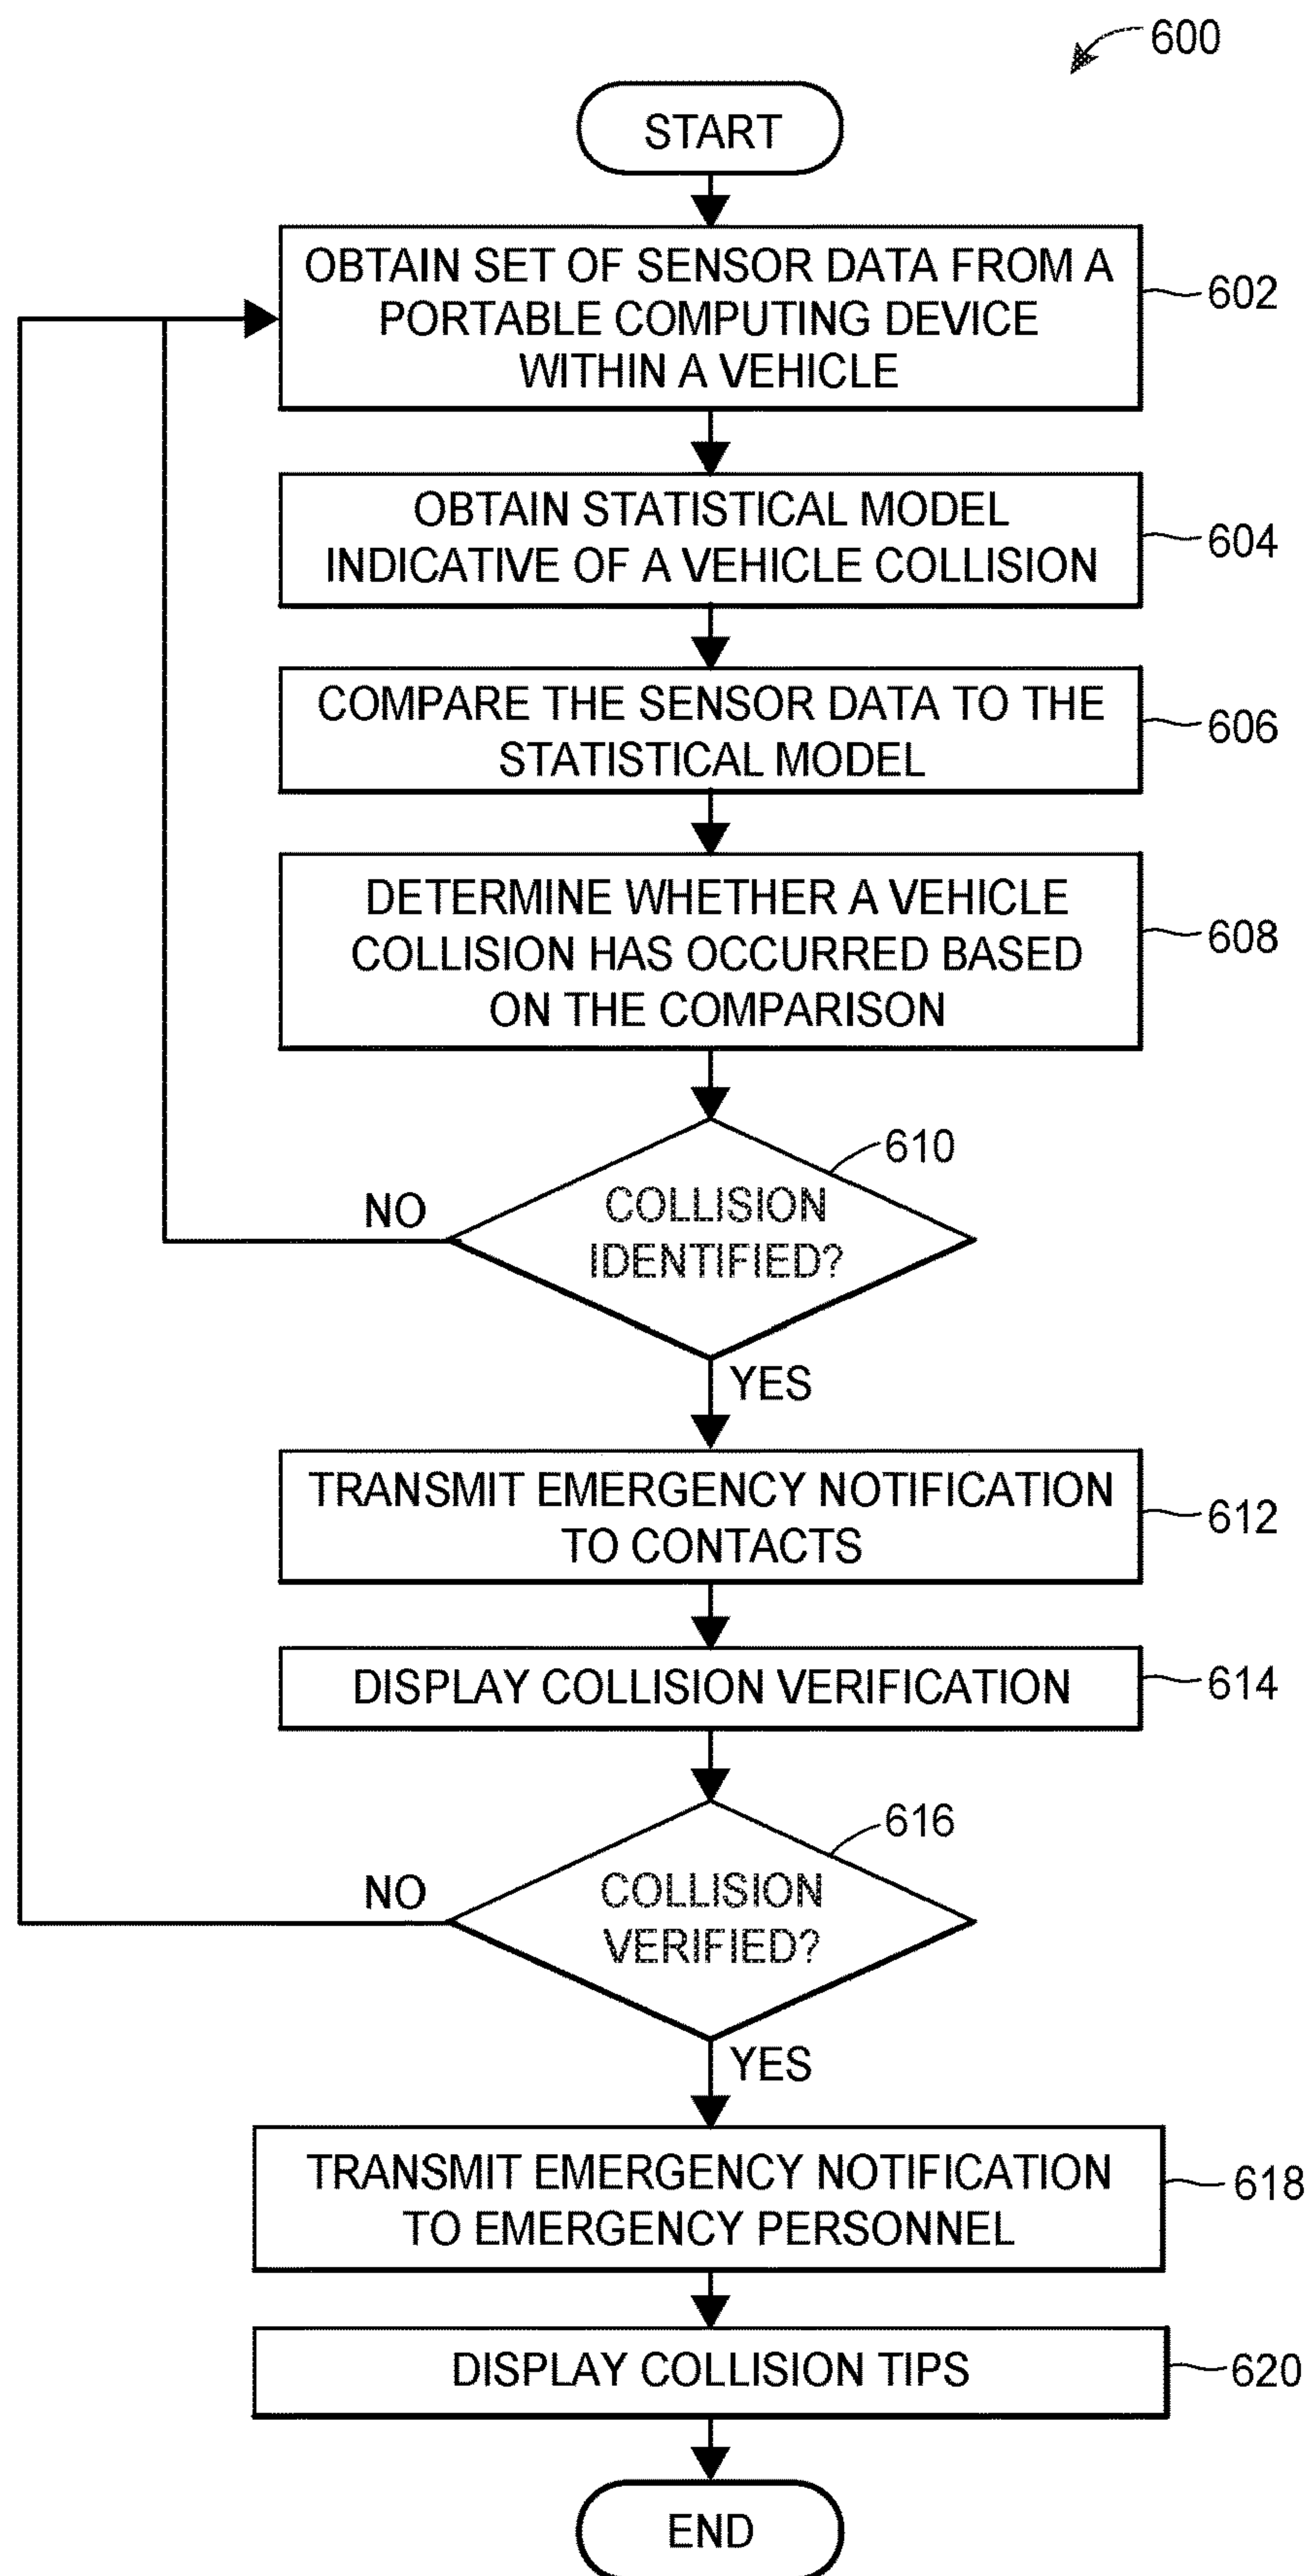 600
START
OBTAIN SET OF SENSOR DATA FROM A
PORTABLE COMPUTING DEVICE
WITHIN A VEHICLE
602
OBTAIN STATISTICAL MODEL
INDICATIVE OF A VEHICLE COLLISION
604
COMPARE THE SENSOR DATA TO THE
STATISTICAL MODEL
606
DETERMINE WHETHER A VEHICLE
COLLISION HAS OCCURRED BASED
ON THE COMPARISON
608
610
COLLISION
IDENTIFIED?
NO
YES
TRANSMIT EMERGENCY NOTIFICATION
TO CONTACTS
612
DISPLAY COLLISION VERIFICATION
614
616
COLLISION
VERIFIED?
NO
YES
TRANSMIT EMERGENCY NOTIFICATION
TO EMERGENCY PERSONNEL
618
DISPLAY COLLISION TIPS
620
END